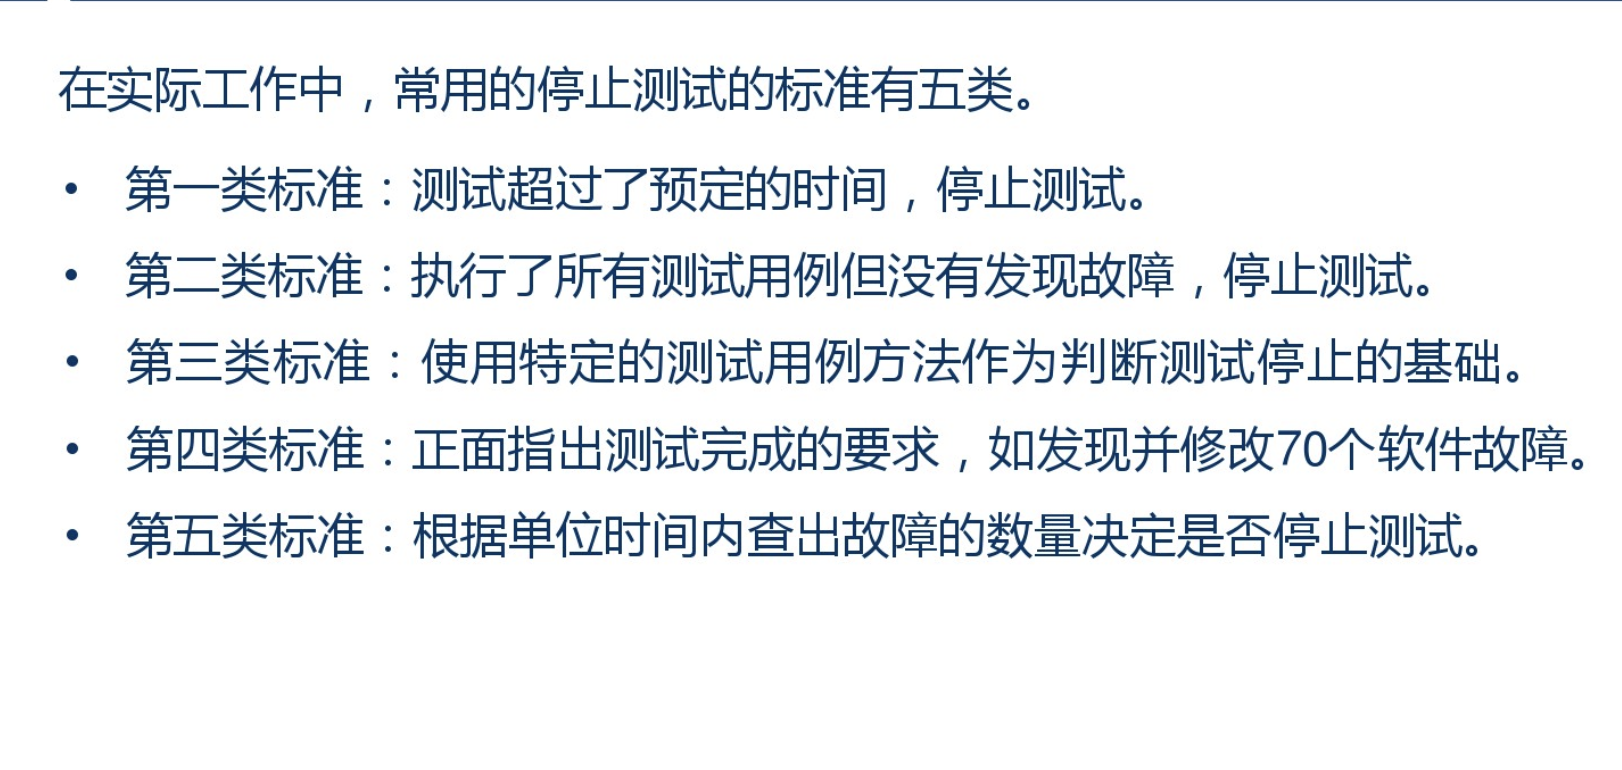 在实际工作中，常用的停止测试的标准有五类。
• 第一类标准：测试超过了预定的时间，停止测试。
• 第二类标准：执行了所有测试用例但没有发现故障，停止测试。
• 第三类标准：使用特定的测试用例方法作为判断测试停止的基础。
• 第四类标准：正面指出测试完成的要求，如发现并修改70个软件故障。
• 第五类标准：根据单位时间内查出故障的数量决定是否停止测试。